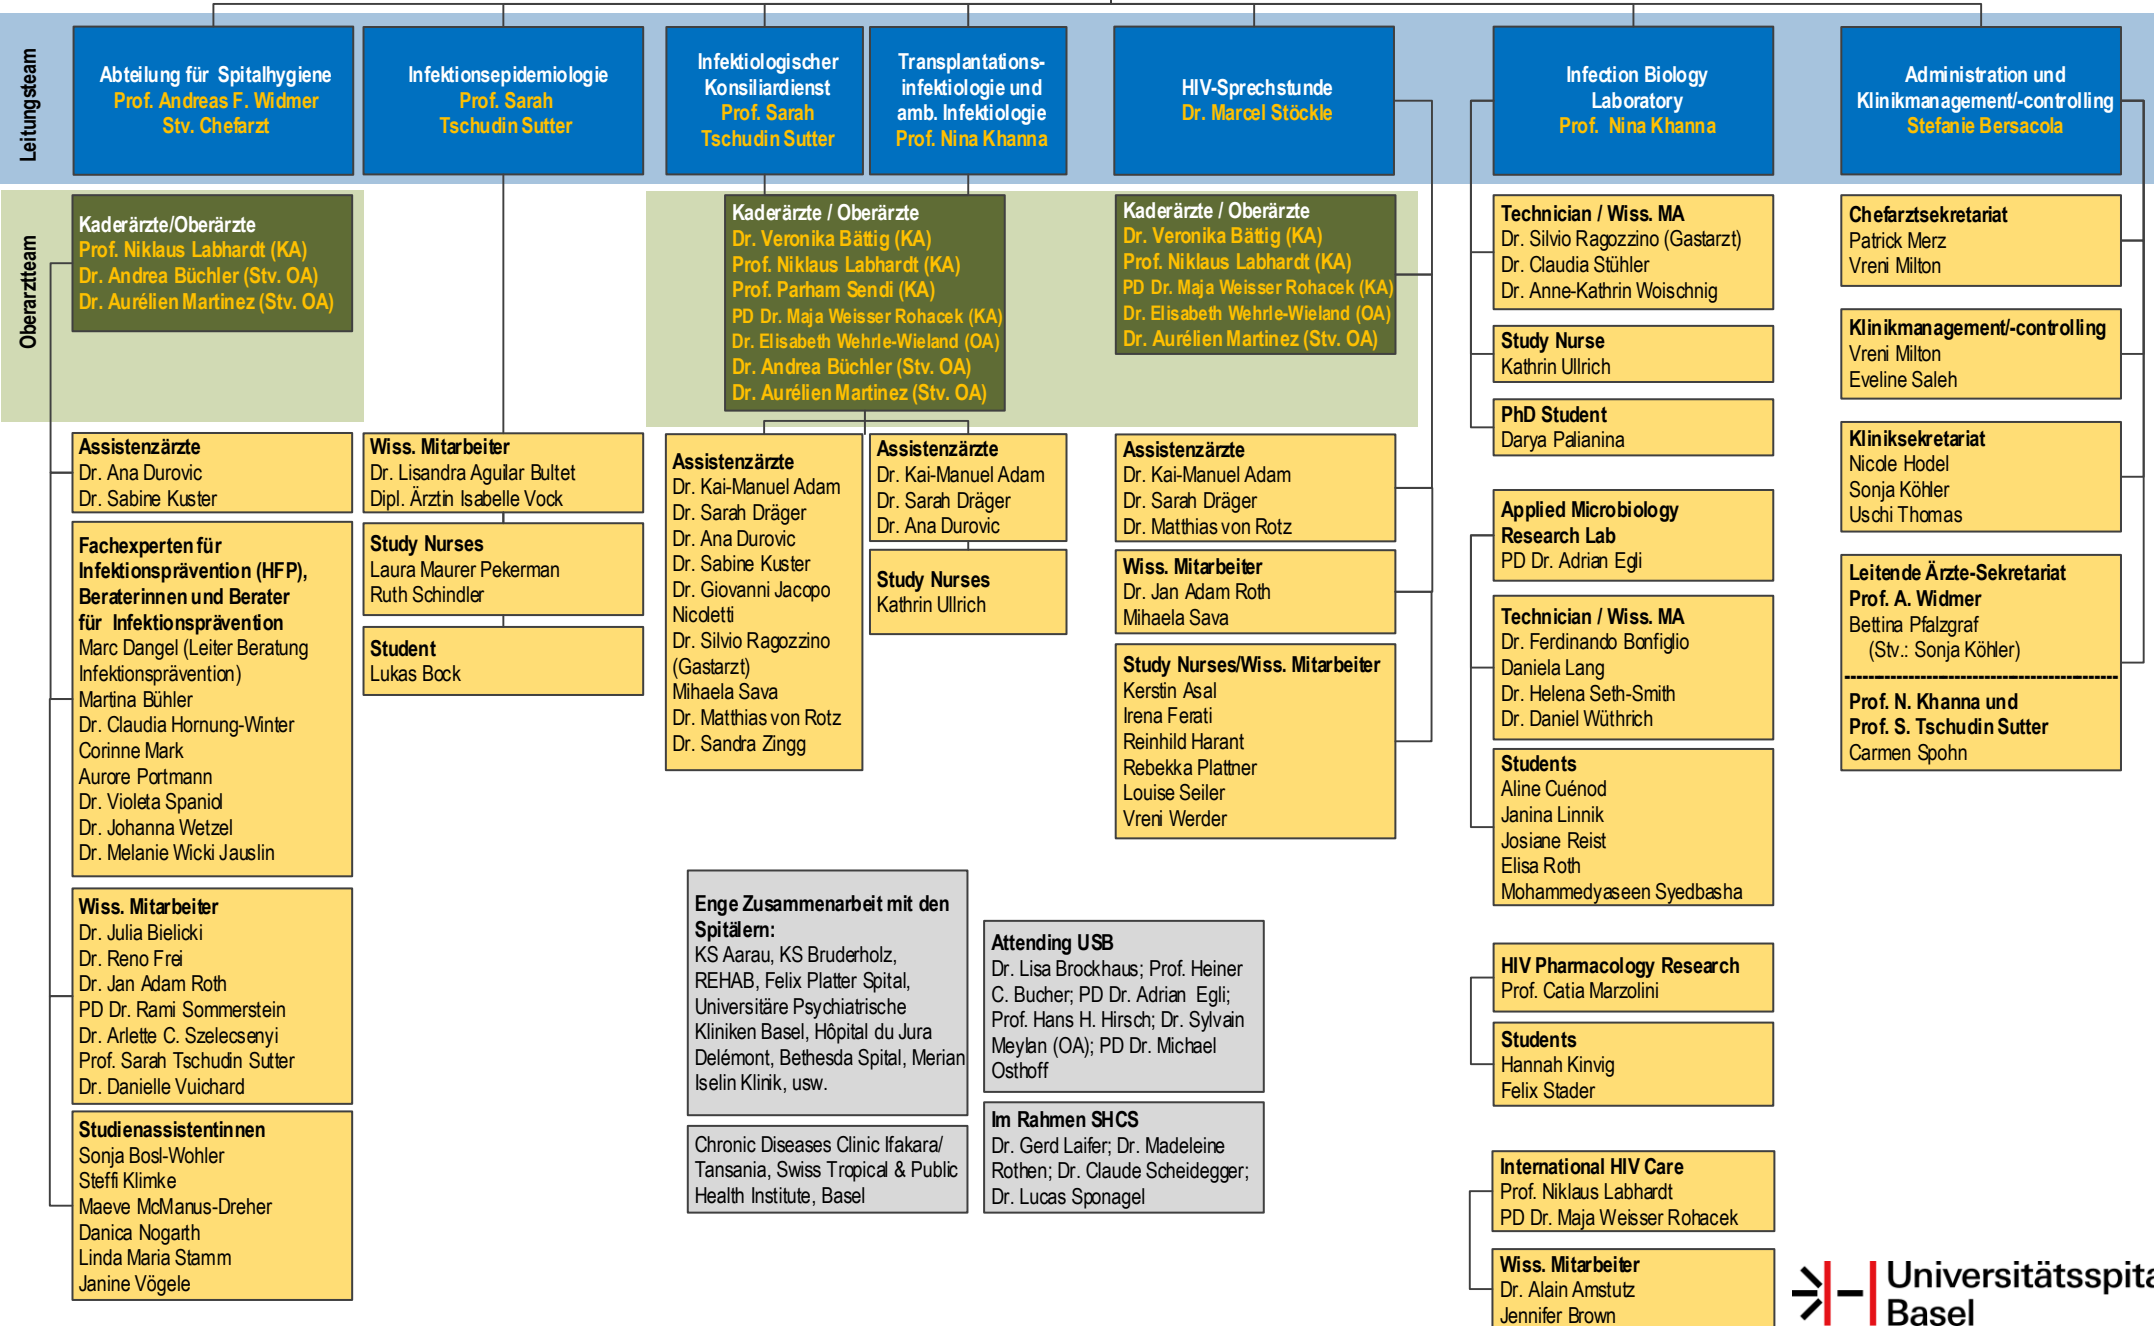 Leitungsteam
Abteilung für Spitalhygiene
Prof. Andreas F. Widmer
Stv. Chefarzt
Infektionsepidemiologie
Prof. Sarah
Tschudin Sutter
Infektiologischer
Konsiliardienst
Prof. Sarah
Tschudin Sutter
Transplantations-
infektiologie und
amb. Infektiologie
Prof. Nina Khanna
HIV-Sprechstunde
Dr. Marcel Stöckle
Infection Biology
Laboratory
Prof. Nina Khanna
Administration und
Klinikmanagement/-controlling
Stefanie Bersacola
Oberarztteam
Kaderärzte/Oberärzte
Prof. Niklaus Labhardt (KA)
Dr. Andrea Büchler (Stv. OA)
Dr. Aurélien Martinez (Stv. OA)
Kaderärzte / Oberärzte
Dr. Veronika Bättig (KA)
Prof. Niklaus Labhardt (KA)
Prof. Parham Sendi (KA)
PD Dr. Maja Weisser Rohacek (KA)
Dr. Elisabeth Wehrle-Wieland (OA)
Dr. Andrea Büchler (Stv. OA)
Dr. Aurélien Martinez (Stv. OA)
Kaderärzte / Oberärzte
Dr. Veronika Bättig (KA)
Prof. Niklaus Labhardt (KA)
PD Dr. Maja Weisser Rohacek (KA)
Dr. Elisabeth Wehrle-Wieland (OA)
Dr. Aurélien Martinez (Stv. OA)
Assistenzärzte
Dr. Ana Durovic
Dr. Sabine Kuster
Fachexperten für
Infektionsprävention (HFP),
Beraterinnen und Berater
für Infektionsprävention
Marc Dangel (Leiter Beratung
Infektionsprävention)
Martina Bühler
Dr. Claudia Hornung-Winter
Corinne Mark
Aurore Portmann
Dr. Violeta Spaniol
Dr. Johanna Wetzel
Dr. Melanie Wicki Jauslin
Wiss. Mitarbeiter
Dr. Julia Bielicki
Dr. Reno Frei
Dr. Jan Adam Roth
PD Dr. Rami Sommerstein
Dr. Arlette C. Szelecsenyi
Prof. Sarah Tschudin Sutter
Dr. Danielle Vuichard
Studienassistentinnen
Sonja Bosl-Wohler
Steffi Klimke
Maeve McManus-Dreher
Danica Nogarth
Linda Maria Stamm
Janine Vögele
Wiss. Mitarbeiter
Dr. Lisandra Aguilar Bultet
Dipl. Ärztin Isabelle Vock
Study Nurses
Laura Maurer Pekerman
Ruth Schindler
Student
Lukas Bock
Assistenzärzte
Dr. Kai-Manuel Adam
Dr. Sarah Dräger
Dr. Ana Durovic
Dr. Sabine Kuster
Dr. Giovanni Jacopo
Nicoletti
Dr. Silvio Ragozzino
(Gastarzt)
Mihaela Sava
Dr. Matthias von Rotz
Dr. Sandra Zingg
Assistenzärzte
Dr. Kai-Manuel Adam
Dr. Sarah Dräger
Dr. Ana Durovic
Study Nurses
Kathrin Ullrich
Assistenzärzte
Dr. Kai-Manuel Adam
Dr. Sarah Dräger
Dr. Matthias von Rotz
Wiss. Mitarbeiter
Dr. Jan Adam Roth
Mihaela Sava
Study Nurses/Wiss. Mitarbeiter
Kerstin Asal
Irena Ferati
Reinhild Harant
Rebekka Plattner
Louise Seiler
Vreni Werder
Enge Zusammenarbeit mit den
Spitälern:
KS Aarau, KS Bruderholz,
REHAB, Felix Platter Spital,
Universitäre Psychiatrische
Kliniken Basel, Hôpital du Jura
Delémont, Bethesda Spital, Merian
Iselin Klinik, usw.
Chronic Diseases Clinic Ifakara/
Tansania, Swiss Tropical & Public
Health Institute, Basel
Attending USB
Dr. Lisa Brockhaus; Prof. Heiner
C. Bucher; PD Dr. Adrian Egli;
Prof. Hans H. Hirsch; Dr. Sylvain
Meylan (OA); PD Dr. Michael
Osthoff
Im Rahmen SHCS
Dr. Gerd Laifer; Dr. Madeleine
Rothen; Dr. Claude Scheidegger;
Dr. Lucas Sponagel
Technician / Wiss. MA
Dr. Silvio Ragozzino (Gastarzt)
Dr. Claudia Stühler
Dr. Anne-Kathrin Woischnig
Study Nurse
Kathrin Ullrich
PhD Student
Darya Palianina
Applied Microbiology
Research Lab
PD Dr. Adrian Egli
Technician / Wiss. MA
Dr. Ferdinando Bonfiglio
Daniela Lang
Dr. Helena Seth-Smith
Dr. Daniel Wüthrich
Students
Aline Cuénod
Janina Linnik
Josiane Reist
Elisa Roth
Mohammedyaseen Syedbasha
HIV Pharmacology Research
Prof. Catia Marzolini
Students
Hannah Kinvig
Felix Stader
International HIV Care
Prof. Niklaus Labhardt
PD Dr. Maja Weisser Rohacek
Wiss. Mitarbeiter
Dr. Alain Amstutz
Jennifer Brown
Chefarztsekretariat
Patrick Merz
Vreni Milton
Klinikmanagement/-controlling
Vreni Milton
Eveline Saleh
Kliniksekretariat
Nicole Hodel
Sonja Köhler
Uschi Thomas
Leitende Ärzte-Sekretariat
Prof. A. Widmer
Bettina Pfalzgraf
(Stv.: Sonja Köhler)
Prof. N. Khanna und
Prof. S. Tschudin Sutter
Carmen Spohn
Universitätsspita
Basel